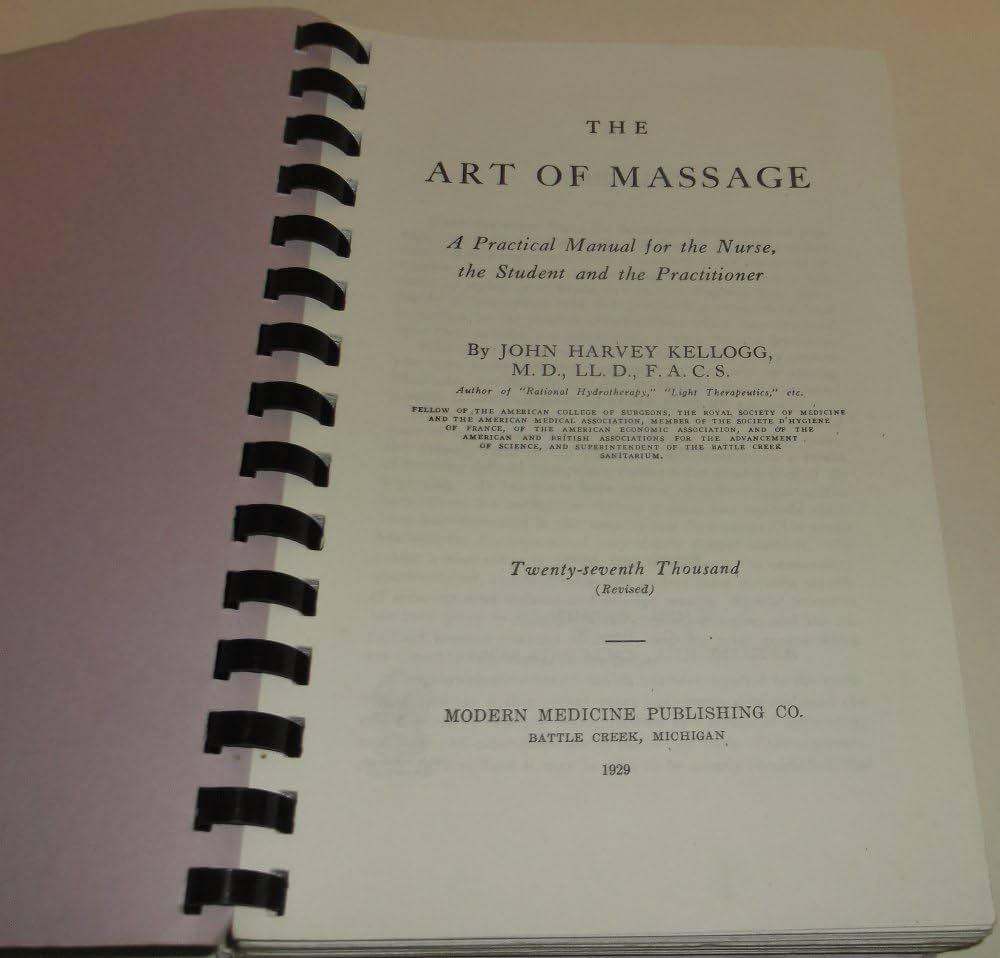 THE
ART OF MASSAGE
A Practical Manual for the Nurse,
the Student and the Practitioner
By JOHN HARVEY KELLOGG,
M. D., LL. D., F. A. C. S.
Author of "Rational Hydrotherapy," "Light Therapeutics," etc.
FELLOW OF THE AMERICAN COLLEGE OF SURGEONS, THE ROYAL SOCIETY OF MEDICINE
AND THE AMERICAN MEDICAL ASSOCIATION, MEMBER OF THE SOCIETE D'HYGIENE
OF FRANCE, OF THE AMERICAN ECONOMIC ASSOCIATION, AND OF THE
AMERICAN AND BRITISH ASSOCIATIONS FOR THE ADVANCEMENT
OF SCIENCE, AND SUPERINTENDENT OF THE BATTLE CREEK
SANITARIUM.
Twenty-seventh Thousand
(Revised)
MODERN MEDICINE PUBLISHING CO.
BATTLE CREEK, MICHIGAN
1929